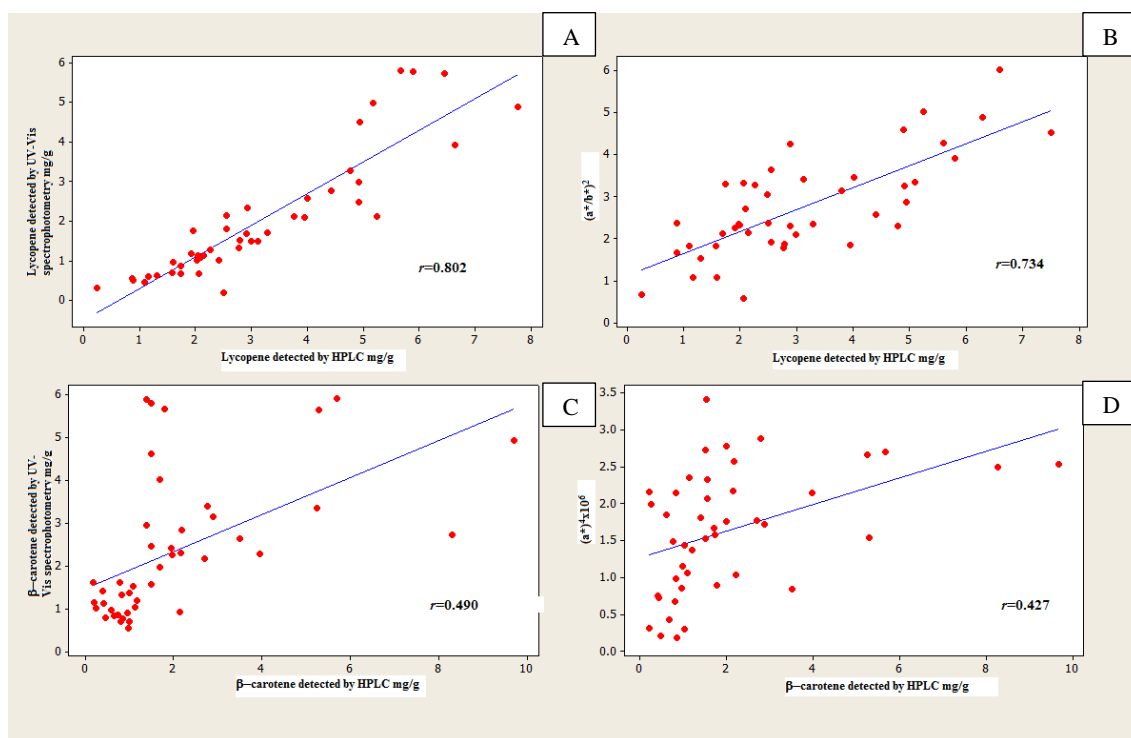 A
6
5
4
3
2
1
0
Lycopene detected by UV-Vis
spectrophotometry mg/g
r=0.802
0 1 2 3 4 5 6 7 8
Lycopene detected by HPLC mg/g
B
6
5
4
3
2
1
0
(a*/b*)2
r=0.734
0 1 2 3 4 5 6 7 8
Lycopene detected by HPLC mg/g
C
6
5
4
3
2
1
0
β–carotene detected by UV-
Vis spectrophotometry mg/g
r=0.490
0 2 4 6 8 10
β–carotene detected by HPLC mg/g
D
3.5
3.0
2.5
2.0
1.5
1.0
0.5
0.0
(a*)4x106
r=0.427
0 2 4 6 8 10
β–carotene detected by HPLC mg/g